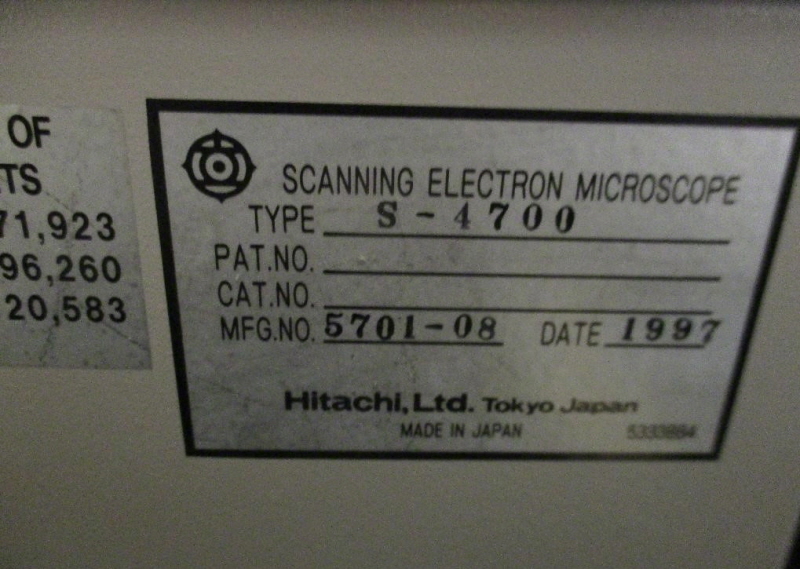 OF
TS
71,923
96,260
20,583
SCANNING ELECTRON MICROSCOPE
TYPE S-4700
PAT.NO.
CAT.NO.
MFG.NO. 5701-08 DATE 1997
Hitachi, Ltd. Tokyo Japan
MADE IN JAPAN